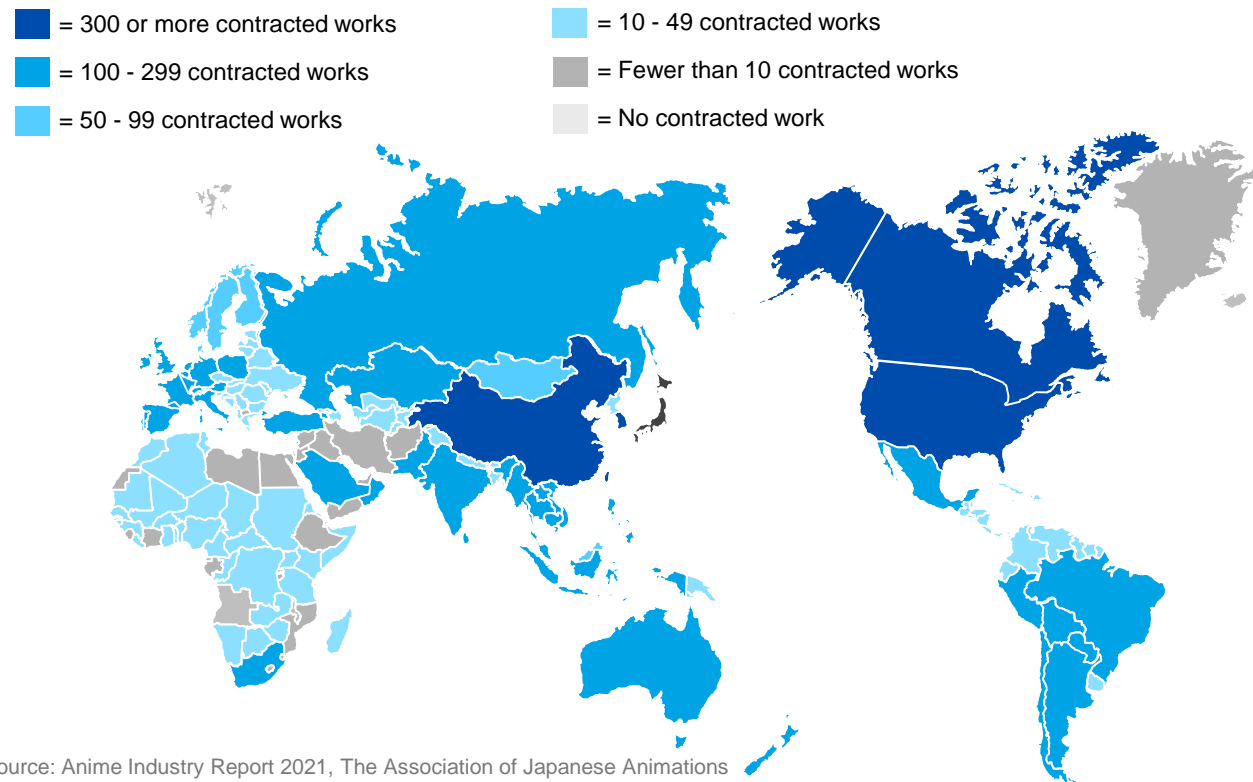 = 300 or more contracted works
= 10 - 49 contracted works
= 100 - 299 contracted works
= Fewer than 10 contracted works
= 50 - 99 contracted works
= No contracted work
ource: Anime Industry Report 2021, The Association of Japanese Animations